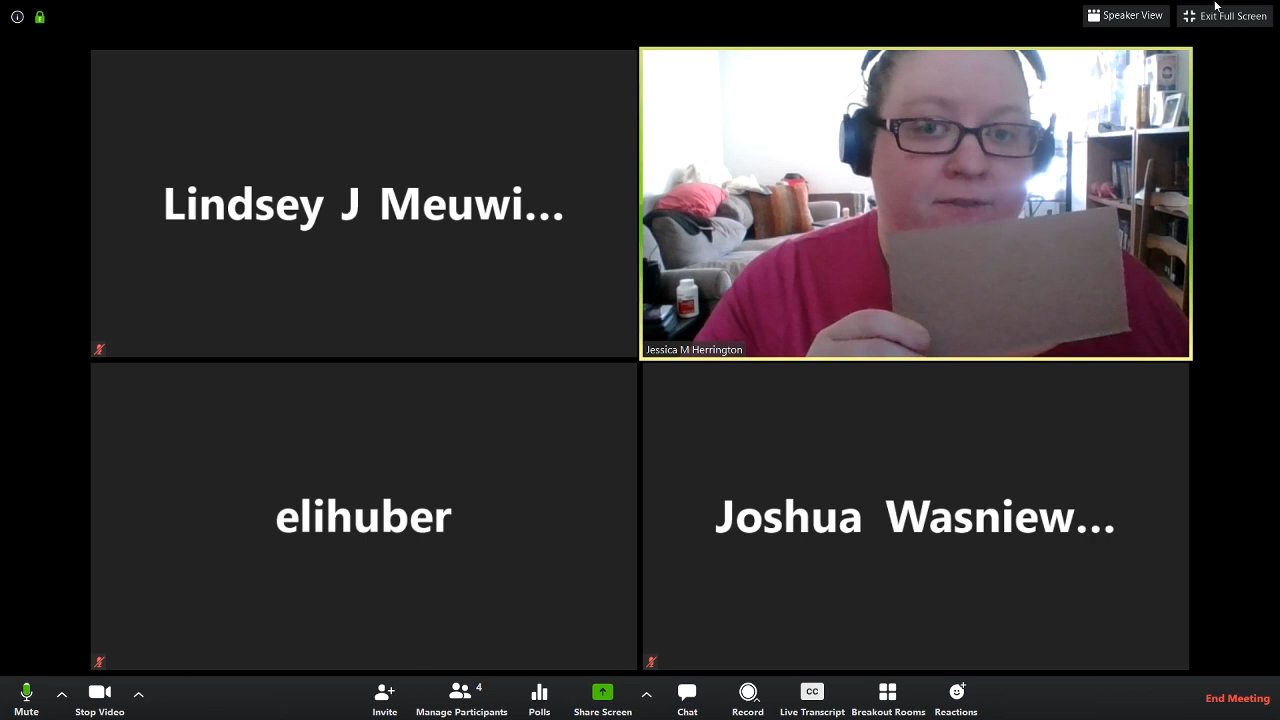 Speaker View
Exit Full Screen
Lindsey J Meuwi...
Jessica M Herrington
elihuber
Joshua Wasniew...
Mute
Stop Video
Invite
4
Manage Participants
Polls
Share Screen
Chat
Record
CC
Live Transcript
Breakout Rooms
Reactions
End Meeting